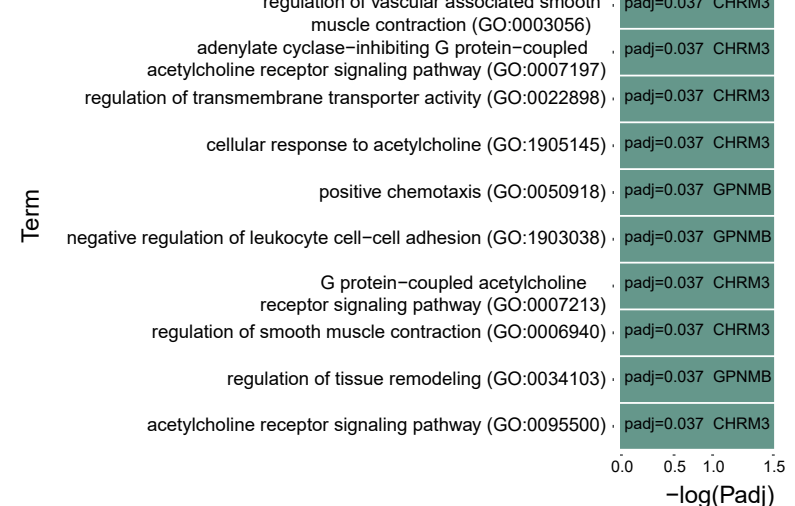 regulation of vascular associated smooth
muscle contraction (GO:0003056)
padj=0.037 CHRM3
adenylate cyclase−inhibiting G protein−coupled
acetylcholine receptor signaling pathway (GO:0007197)
padj=0.037 CHRM3
regulation of transmembrane transporter activity (GO:0022898)
padj=0.037 CHRM3
cellular response to acetylcholine (GO:1905145)
padj=0.037 CHRM3
positive chemotaxis (GO:0050918)
padj=0.037 GPNMB
Term
negative regulation of leukocyte cell−cell adhesion (GO:1903038)
padj=0.037 GPNMB
G protein−coupled acetylcholine
receptor signaling pathway (GO:0007213)
padj=0.037 CHRM3
regulation of smooth muscle contraction (GO:0006940)
padj=0.037 CHRM3
regulation of tissue remodeling (GO:0034103)
padj=0.037 GPNMB
acetylcholine receptor signaling pathway (GO:0095500)
padj=0.037 CHRM3
0.0 0.5 1.0 1.5
−log(Padj)